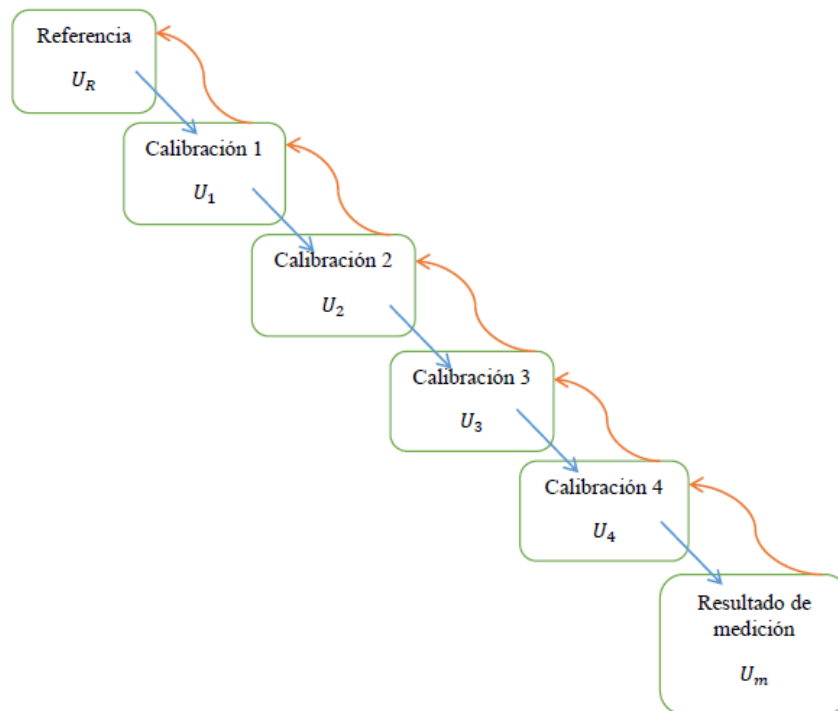 Referencia
U_R
Calibración 1
U_1
Calibración 2
U_2
Calibración 3
U_3
Calibración 4
U_4
Resultado de
medición
U_m